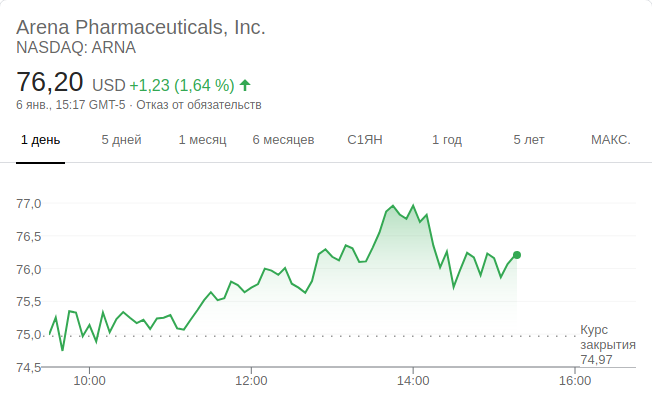 Arena Pharmaceuticals, Inc.
NASDAQ: ARNA
76,20 USD +1,23 (1,64 %)
6 янв., 15:17 GMT-5 · Отказ от обязательств
1 день 5 дней 1 месяц 6 месяцев С1ЯН 1 год 5 лет МАКС.
77,0
76,5
76,0
75,5
75,0
74,5
Курс
закрытия
74,97
10:00 12:00 14:00 16:00